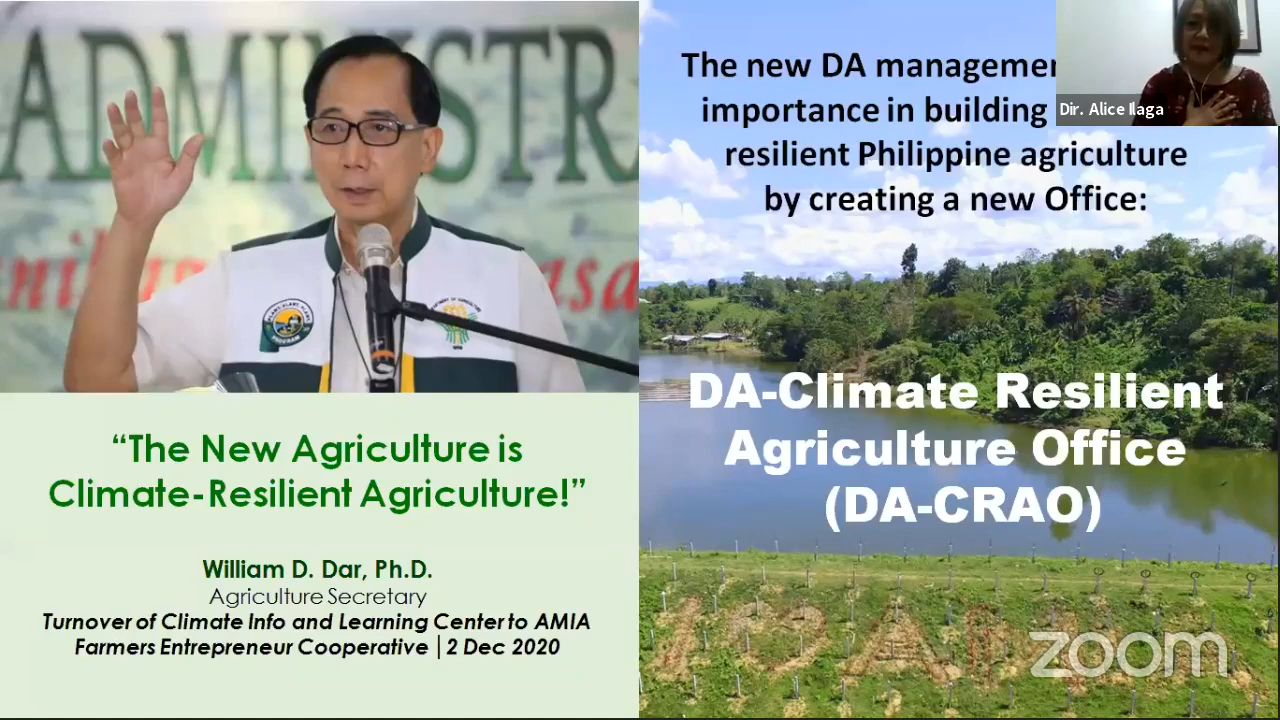 ADMINISTR
The new DA managemen
importance in building
resilient Philippine agriculture
by creating a new Office:
Dir. Alice Ilaga
DA-Climate Resilient
Agriculture Office
(DA-CRAO)
“The New Agriculture is
Climate-Resilient Agriculture!”
William D. Dar, Ph.D.
Agriculture Secretary
Turnover of Climate Info and Learning Center to AMIA
Farmers Entrepreneur Cooperative | 2 Dec 2020
zoom